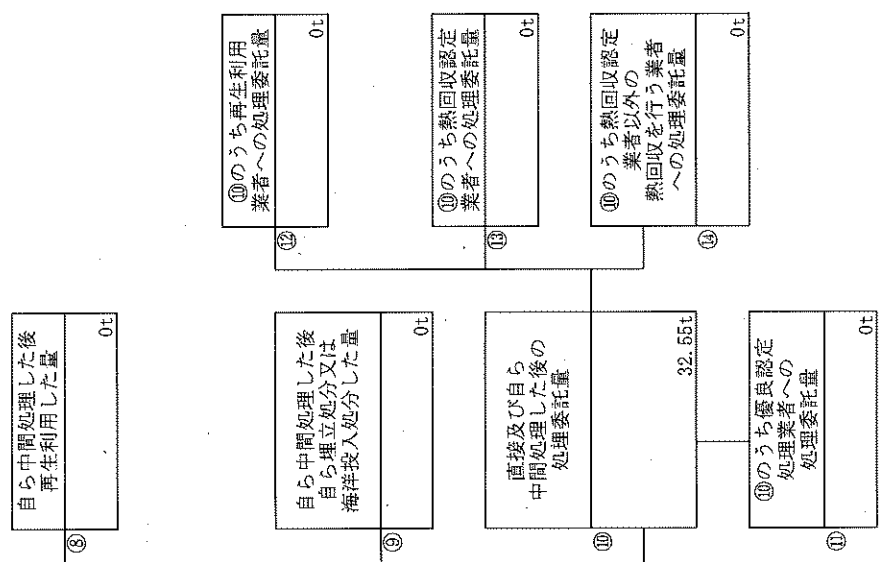 ⑧
自ら中間処理した後
再生利用した量
0t
⑨
自ら中間処理した後
自ら埋立処分又は
海洋投入処分した量
0t
⑩
直接及び自ら
中間処理した後の
処理委託量
32.55t
⑪
⑩のうち優良認定
処理業者への
処理委託量
0t
⑫
⑩のうち再生利用
業者への処理委託量
0t
⑬
⑩のうち熱回収認定
業者への処理委託量
0t
⑭
⑩のうち熱回収認定
業者以外の
熱回収を行う業者
への処理委託量
0t